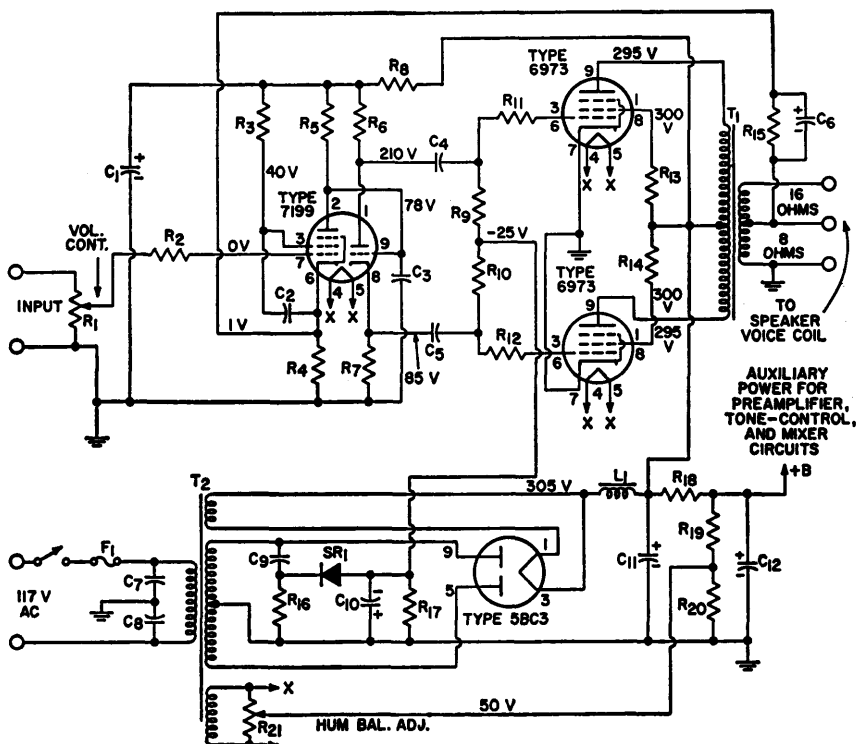 R8
TYPE
6973
295 V
9
1
8
3
6
7
4
5
X
X
300
V
T1
R11
R3
R5
R6
C4
210 V
C1
40 V
TYPE
7199
2
1
78 V
R9
R13
R15
C6
16
OHMS
8
OHMS
VOL.
CONT.
R2
0V
3
7
6
4
5
8
9
X
X
C3
-25 V
R10
TYPE
6973
R14
300
V
9
1
8
295
V
INPUT
R1
C2
1 V
R4
R7
85 V
C5
R12
3
6
7
4
5
X
X
TO
SPEAKER
VOICE COIL
AUXILIARY
POWER FOR
PREAMPLIFIER,
TONE-CONTROL,
AND MIXER
CIRCUITS
+B
T2
305 V
L1
R18
F1
117 V
AC
C7
C8
C9
SR1
R16
C10
R17
9
5
1
3
TYPE 5BC3
C11
R19
R20
C12
X
R21
HUM BAL. ADJ.
50 V